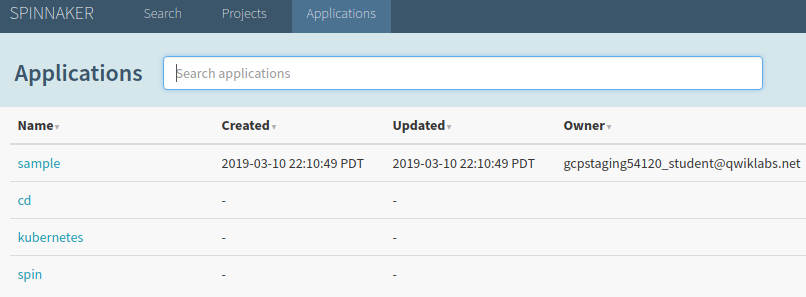 SPINNAKER Search Projects Applications
Applications Search applications
Name Created Updated Owner
sample 2019-03-10 22:10:49 PDT 2019-03-10 22:10:49 PDT gcpstaging54120_student@qwiklabs.net
cd - -
kubernetes - -
spin - -